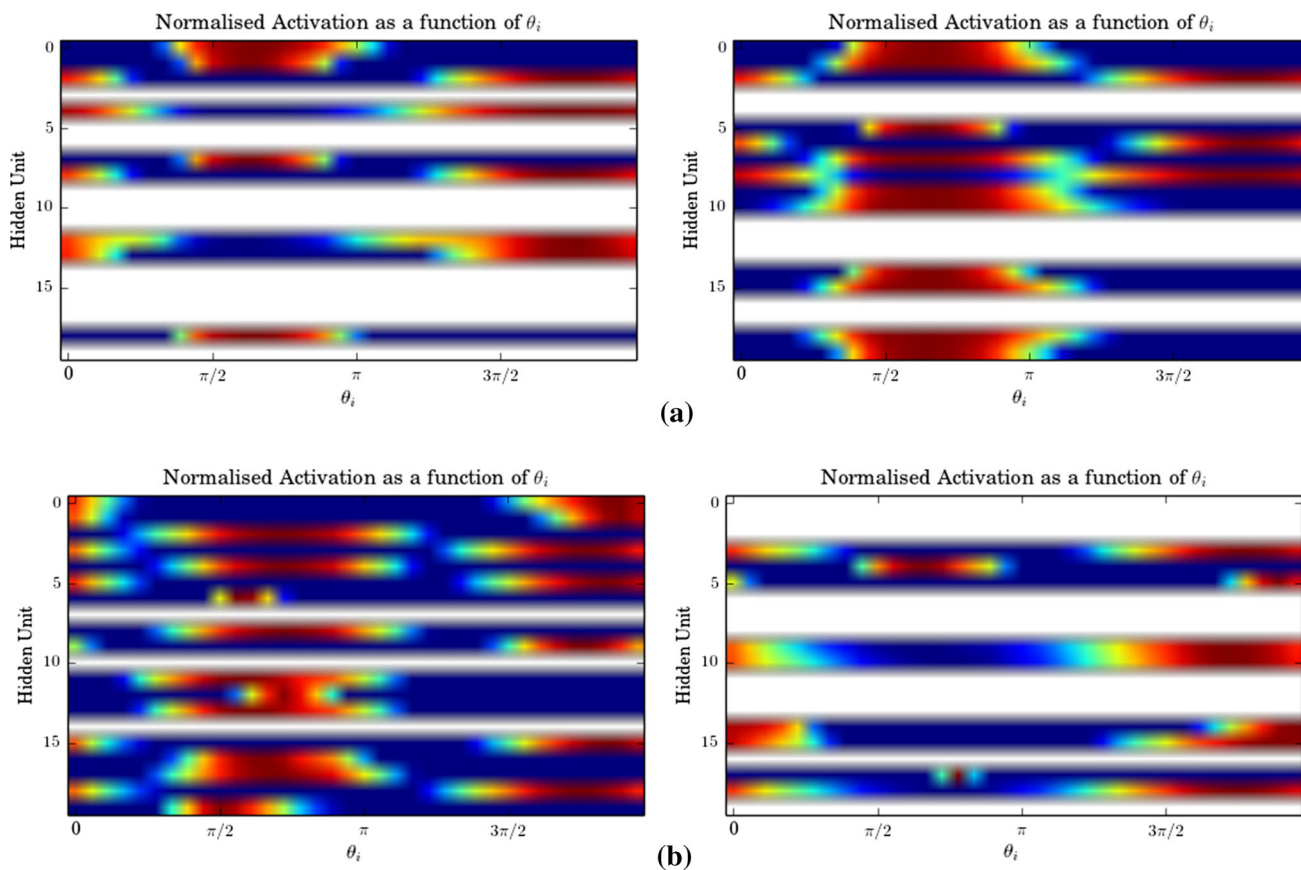 Normalised Activation as a function of θi
Hidden Unit
0
5
10
15
0
π/2
π
3π/2
θi
Normalised Activation as a function of θi
Hidden Unit
0
5
10
15
0
π/2
π
3π/2
θi
(a)
Normalised Activation as a function of θi
Hidden Unit
0
5
10
15
0
π/2
π
3π/2
θi
Normalised Activation as a function of θi
Hidden Unit
0
5
10
15
0
π/2
π
3π/2
θi
(b)